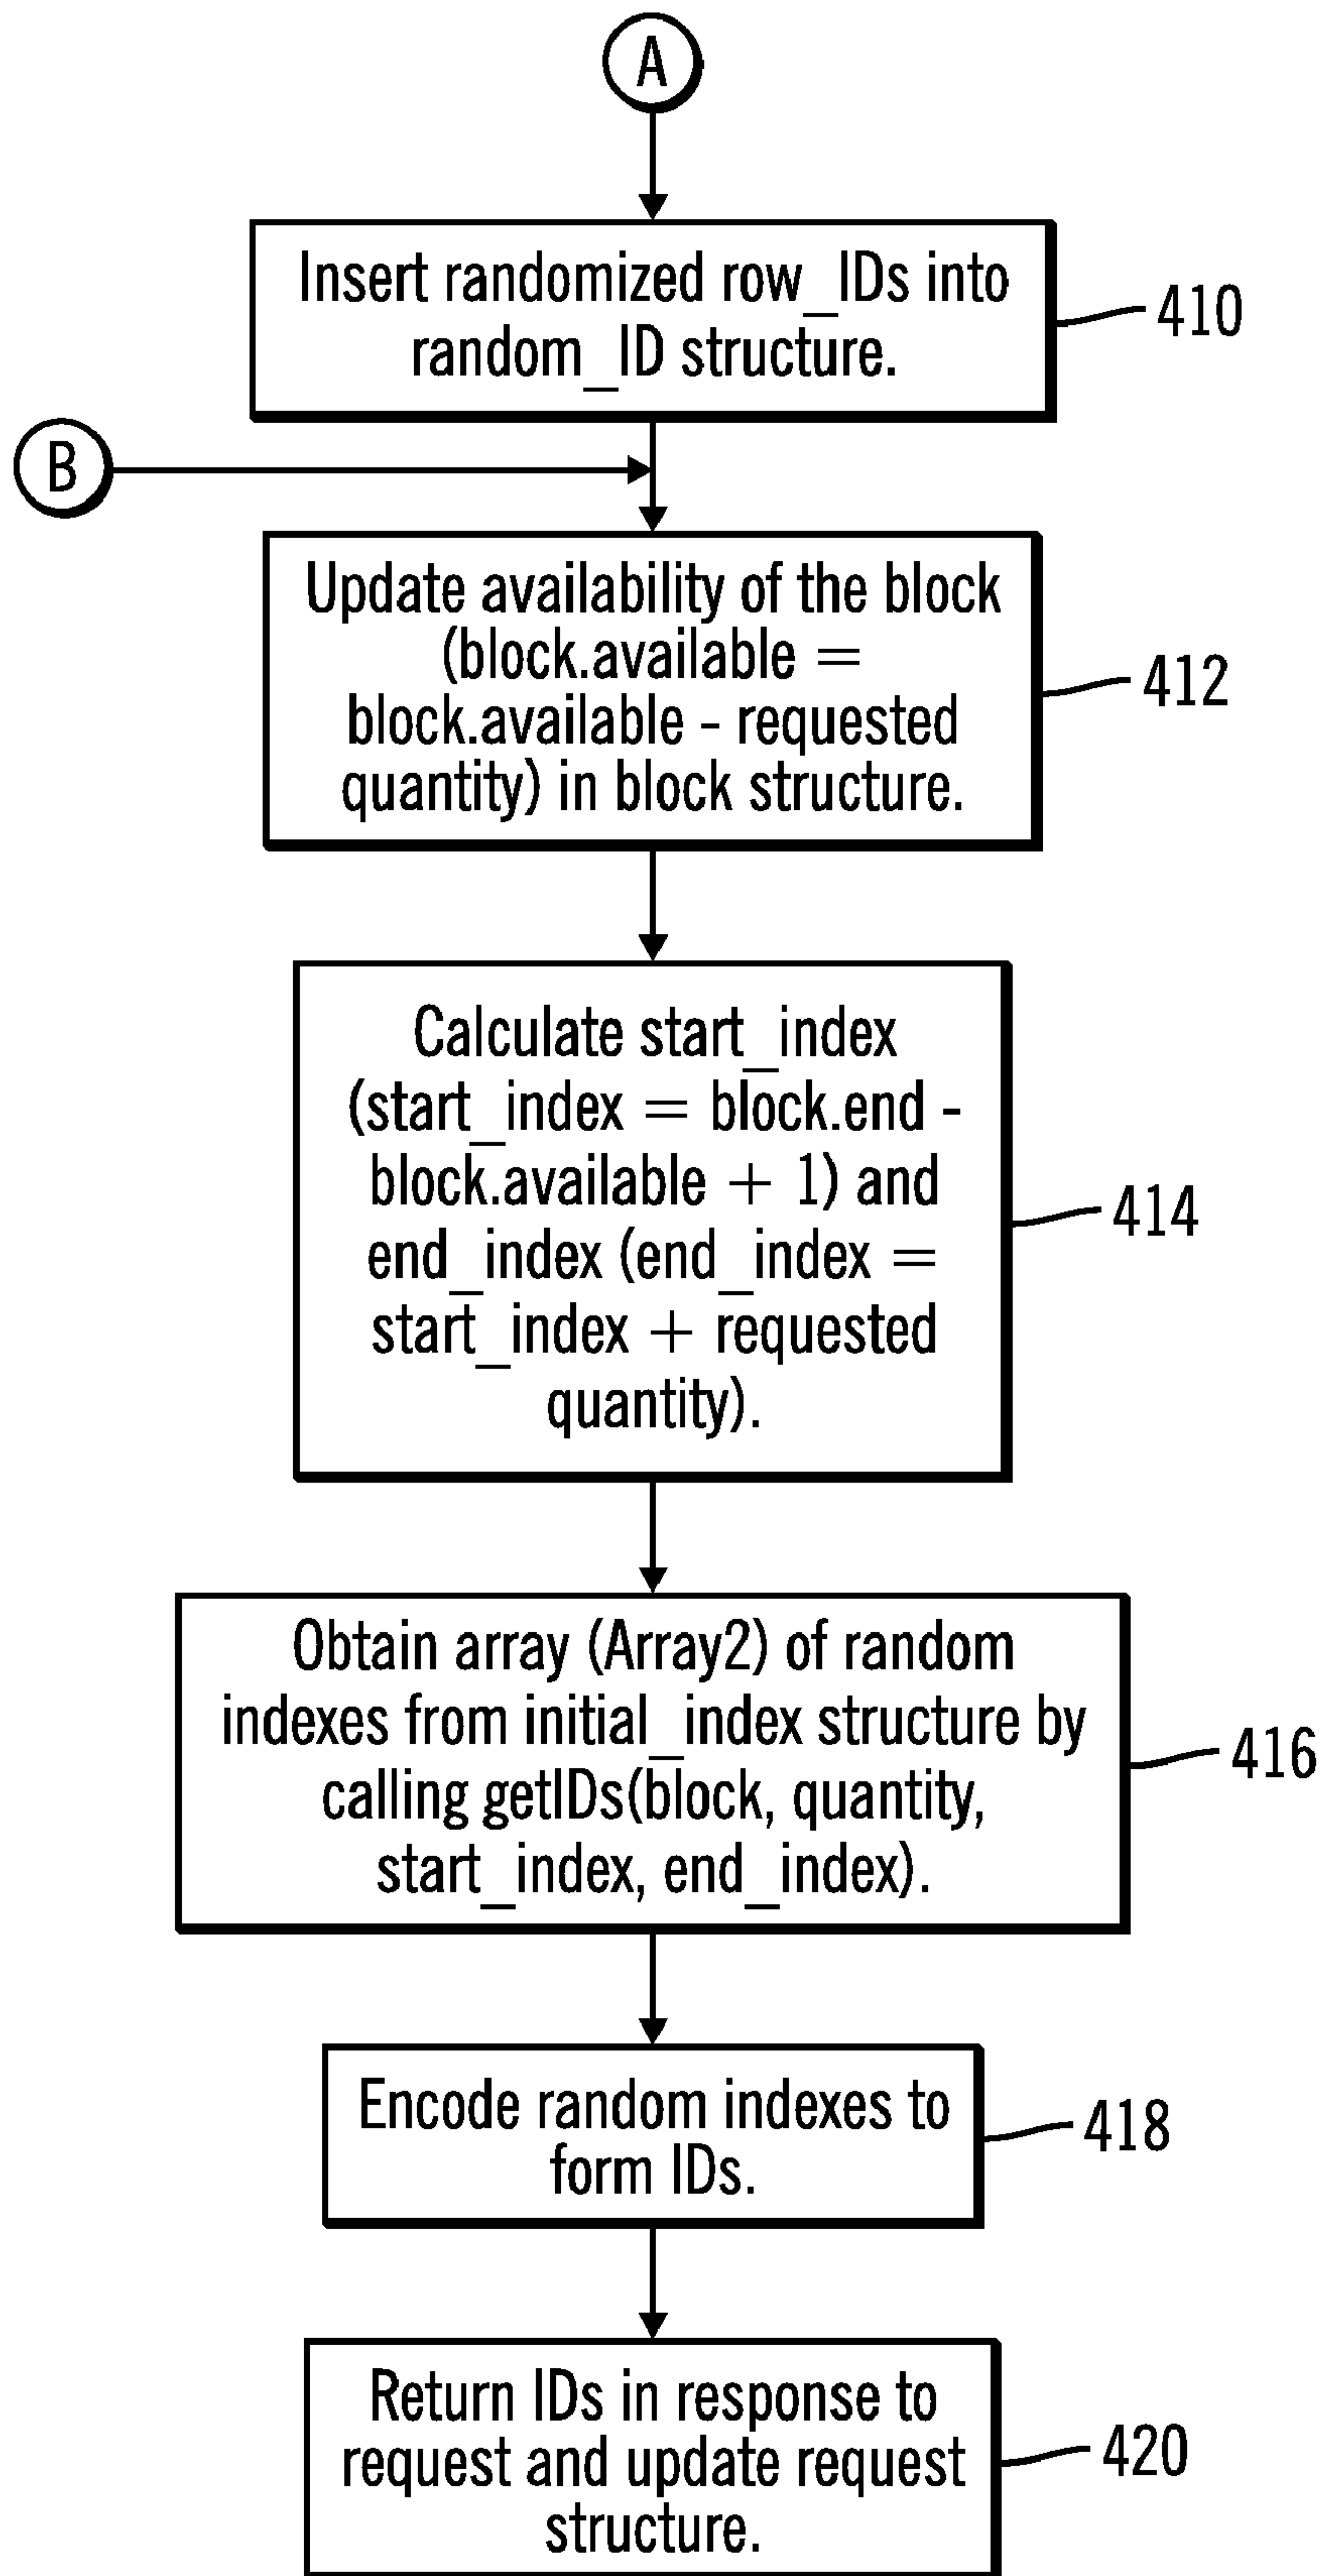 A
Insert randomized row_IDs into
random_ID structure.
410
B
Update availability of the block
(block.available =
block.available - requested
quantity) in block structure.
412
Calculate start_index
(start_index = block.end -
block.available + 1) and
end_index (end_index =
start_index + requested
quantity).
414
Obtain array (Array2) of random
indexes from initial_index structure by
calling getIDs(block, quantity,
start_index, end_index).
416
Encode random indexes to
form IDs.
418
Return IDs in response to
request and update request
structure.
420